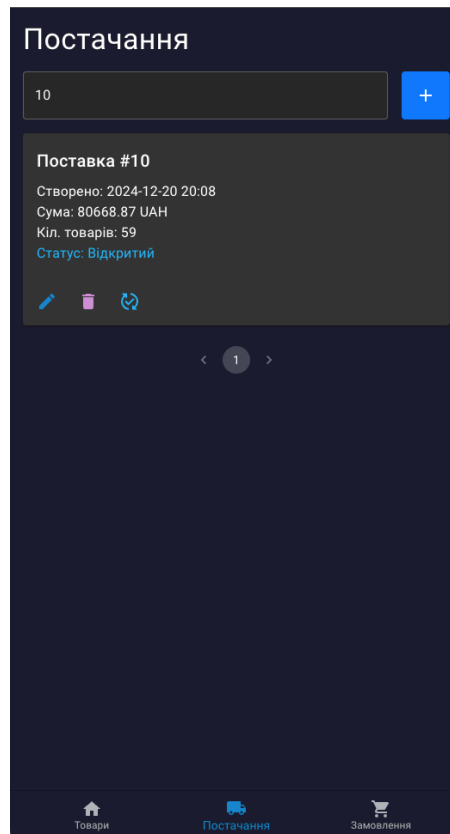 Постачання
10
+
Поставка #10
Створено: 2024-12-20 20:08
Сума: 80668.87 UAH
Кіл. товарів: 59
Статус: Відкритий
< 1 >
Товари
Постачання
Замовлення